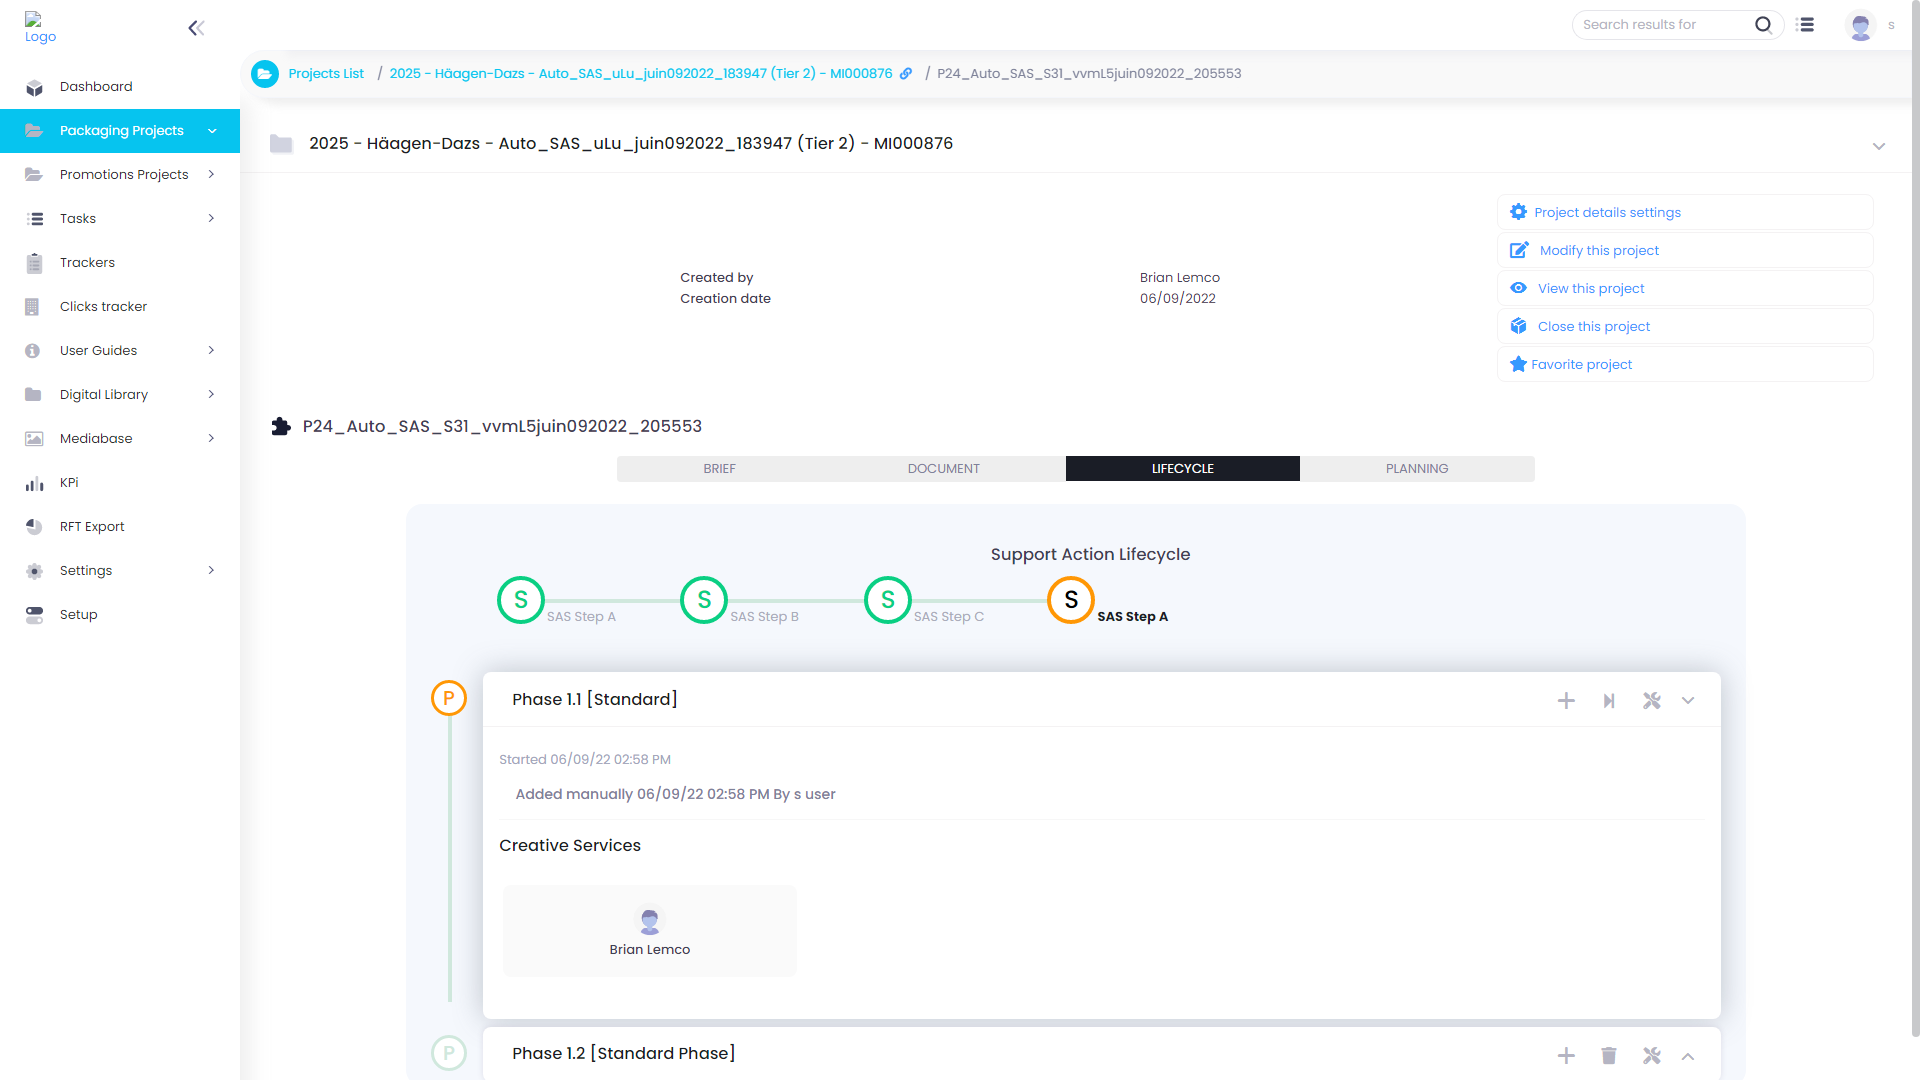 Logo
Search results for
s
Dashboard
Packaging Projects
Promotions Projects
Tasks
Trackers
Clicks tracker
User Guides
Digital Library
Mediabase
KPi
RFT Export
Settings
Setup
Projects List / 2025 - Häagen-Dazs - Auto_SAS_uLu_juin092022_183947 (Tier 2) - MI000876 / P24_Auto_SAS_S31_vvmL5juin092022_205553
2025 - Häagen-Dazs - Auto_SAS_uLu_juin092022_183947 (Tier 2) - MI000876
Created by Brian Lemco
Creation date 06/09/2022
Project details settings
Modify this project
View this project
Close this project
Favorite project
P24_Auto_SAS_S31_vvmL5juin092022_205553
BRIEF DOCUMENT LIFECYCLE PLANNING
Support Action Lifecycle
S SAS Step A S SAS Step B S SAS Step C S SAS Step A
P Phase 1.1 [Standard]
Started 06/09/22 02:58 PM
Added manually 06/09/22 02:58 PM By s user
Creative Services
Brian Lemco
P Phase 1.2 [Standard Phase]